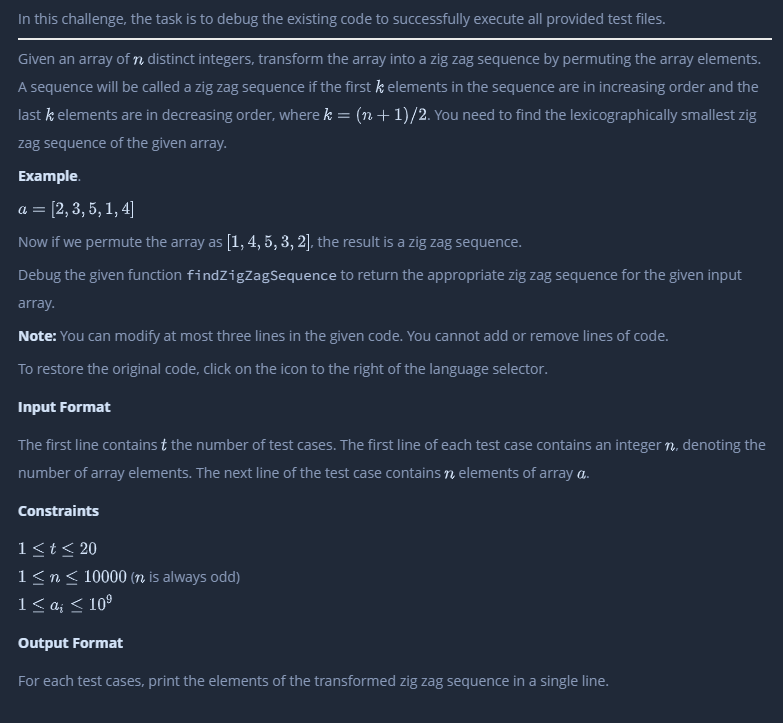 In this challenge, the task is to debug the existing code to successfully execute all provided test files.
Given an array of n distinct integers, transform the array into a zig zag sequence by permuting the array elements.
A sequence will be called a zig zag sequence if the first k elements in the sequence are in increasing order and the
last k elements are in decreasing order, where k = (n + 1)/2. You need to find the lexicographically smallest zig
zag sequence of the given array.
Example.
a = [2, 3, 5, 1, 4]
Now if we permute the array as [1, 4, 5, 3, 2], the result is a zig zag sequence.
Debug the given function findZigZagSequence to return the appropriate zig zag sequence for the given input
array.
Note: You can modify at most three lines in the given code. You cannot add or remove lines of code.
To restore the original code, click on the icon to the right of the language selector.
Input Format
The first line contains t the number of test cases. The first line of each test case contains an integer n, denoting the
number of array elements. The next line of the test case contains n elements of array a.
Constraints
1 ≤ t ≤ 20
1 ≤ n ≤ 10000 (n is always odd)
1 ≤ aᵢ ≤ 10⁹
Output Format
For each test cases, print the elements of the transformed zig zag sequence in a single line.